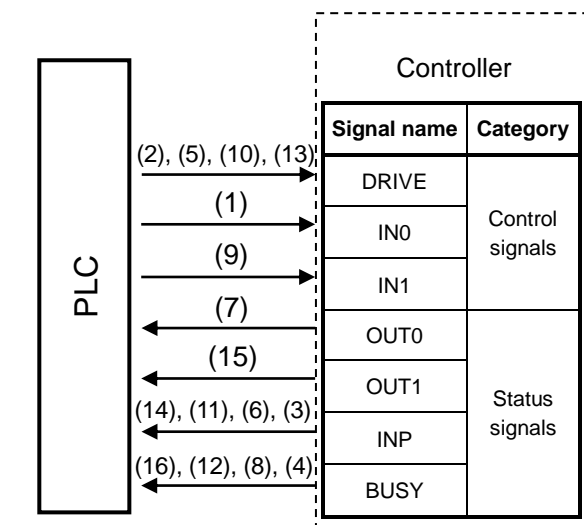 Controller
Signal name Category
(2), (5), (10), (13)
DRIVE
(1)
IN0
Control
signals
(9)
IN1
PLC
(7)
OUT0
(15)
OUT1
Status
signals
(14), (11), (6), (3)
INP
(16), (12), (8), (4)
BUSY